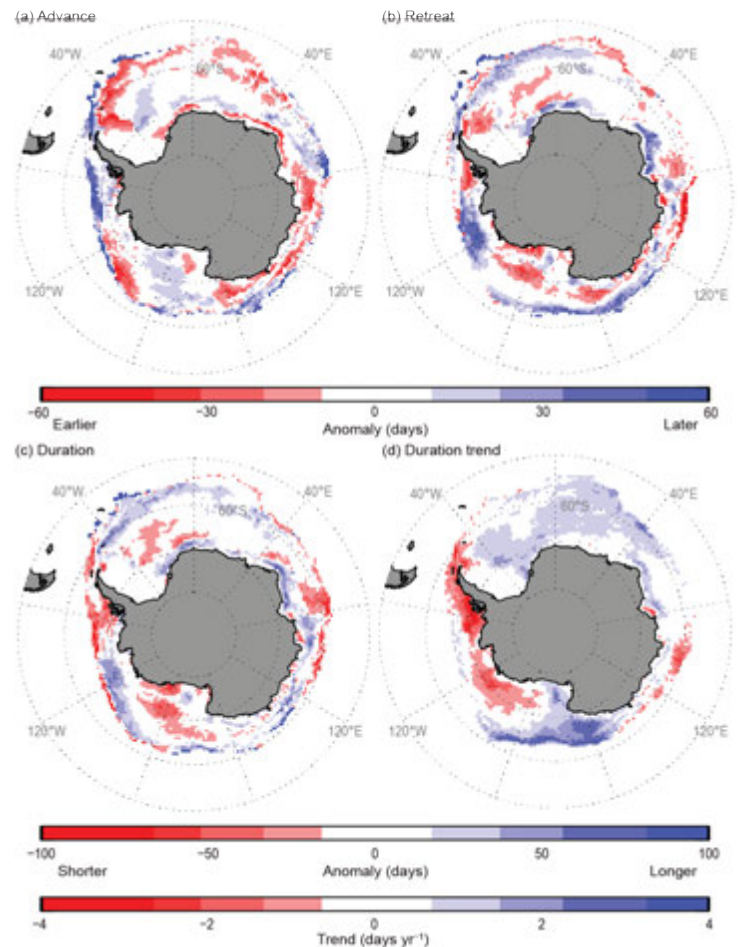 (a) Advance
(b) Retreat
40°W
40°E
40°W
40°E
60°S
60°S
120°W
120°E
120°W
120°E
−60
−30
0
30
60
Earlier
Anomaly (days)
Later
(c) Duration
(d) Duration trend
40°W
40°E
40°W
40°E
60°S
60°S
120°W
120°E
120°W
120°E
−100
−50
0
50
100
Shorter
Anomaly (days)
Longer
−4
−2
0
2
4
Trend (days yr⁻¹)